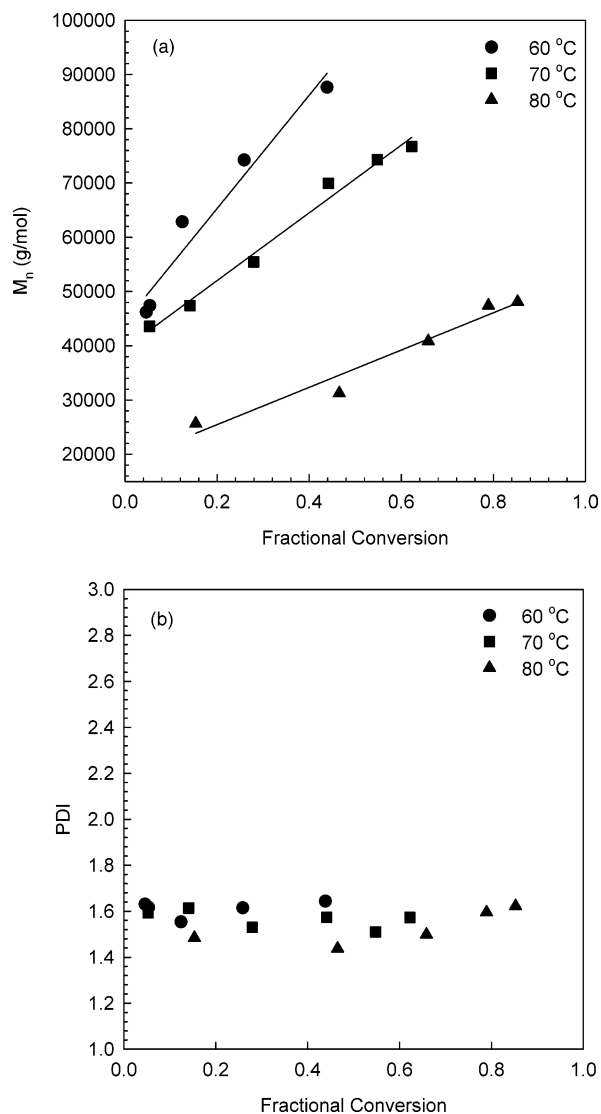 (a)
60 °C
70 °C
80 °C
100000
90000
80000
70000
60000
50000
40000
30000
20000
Mn (g/mol)
0.0 0.2 0.4 0.6 0.8 1.0
Fractional Conversion
(b)
60 °C
70 °C
80 °C
3.0
2.8
2.6
2.4
2.2
2.0
1.8
1.6
1.4
1.2
1.0
PDI
0.0 0.2 0.4 0.6 0.8 1.0
Fractional Conversion